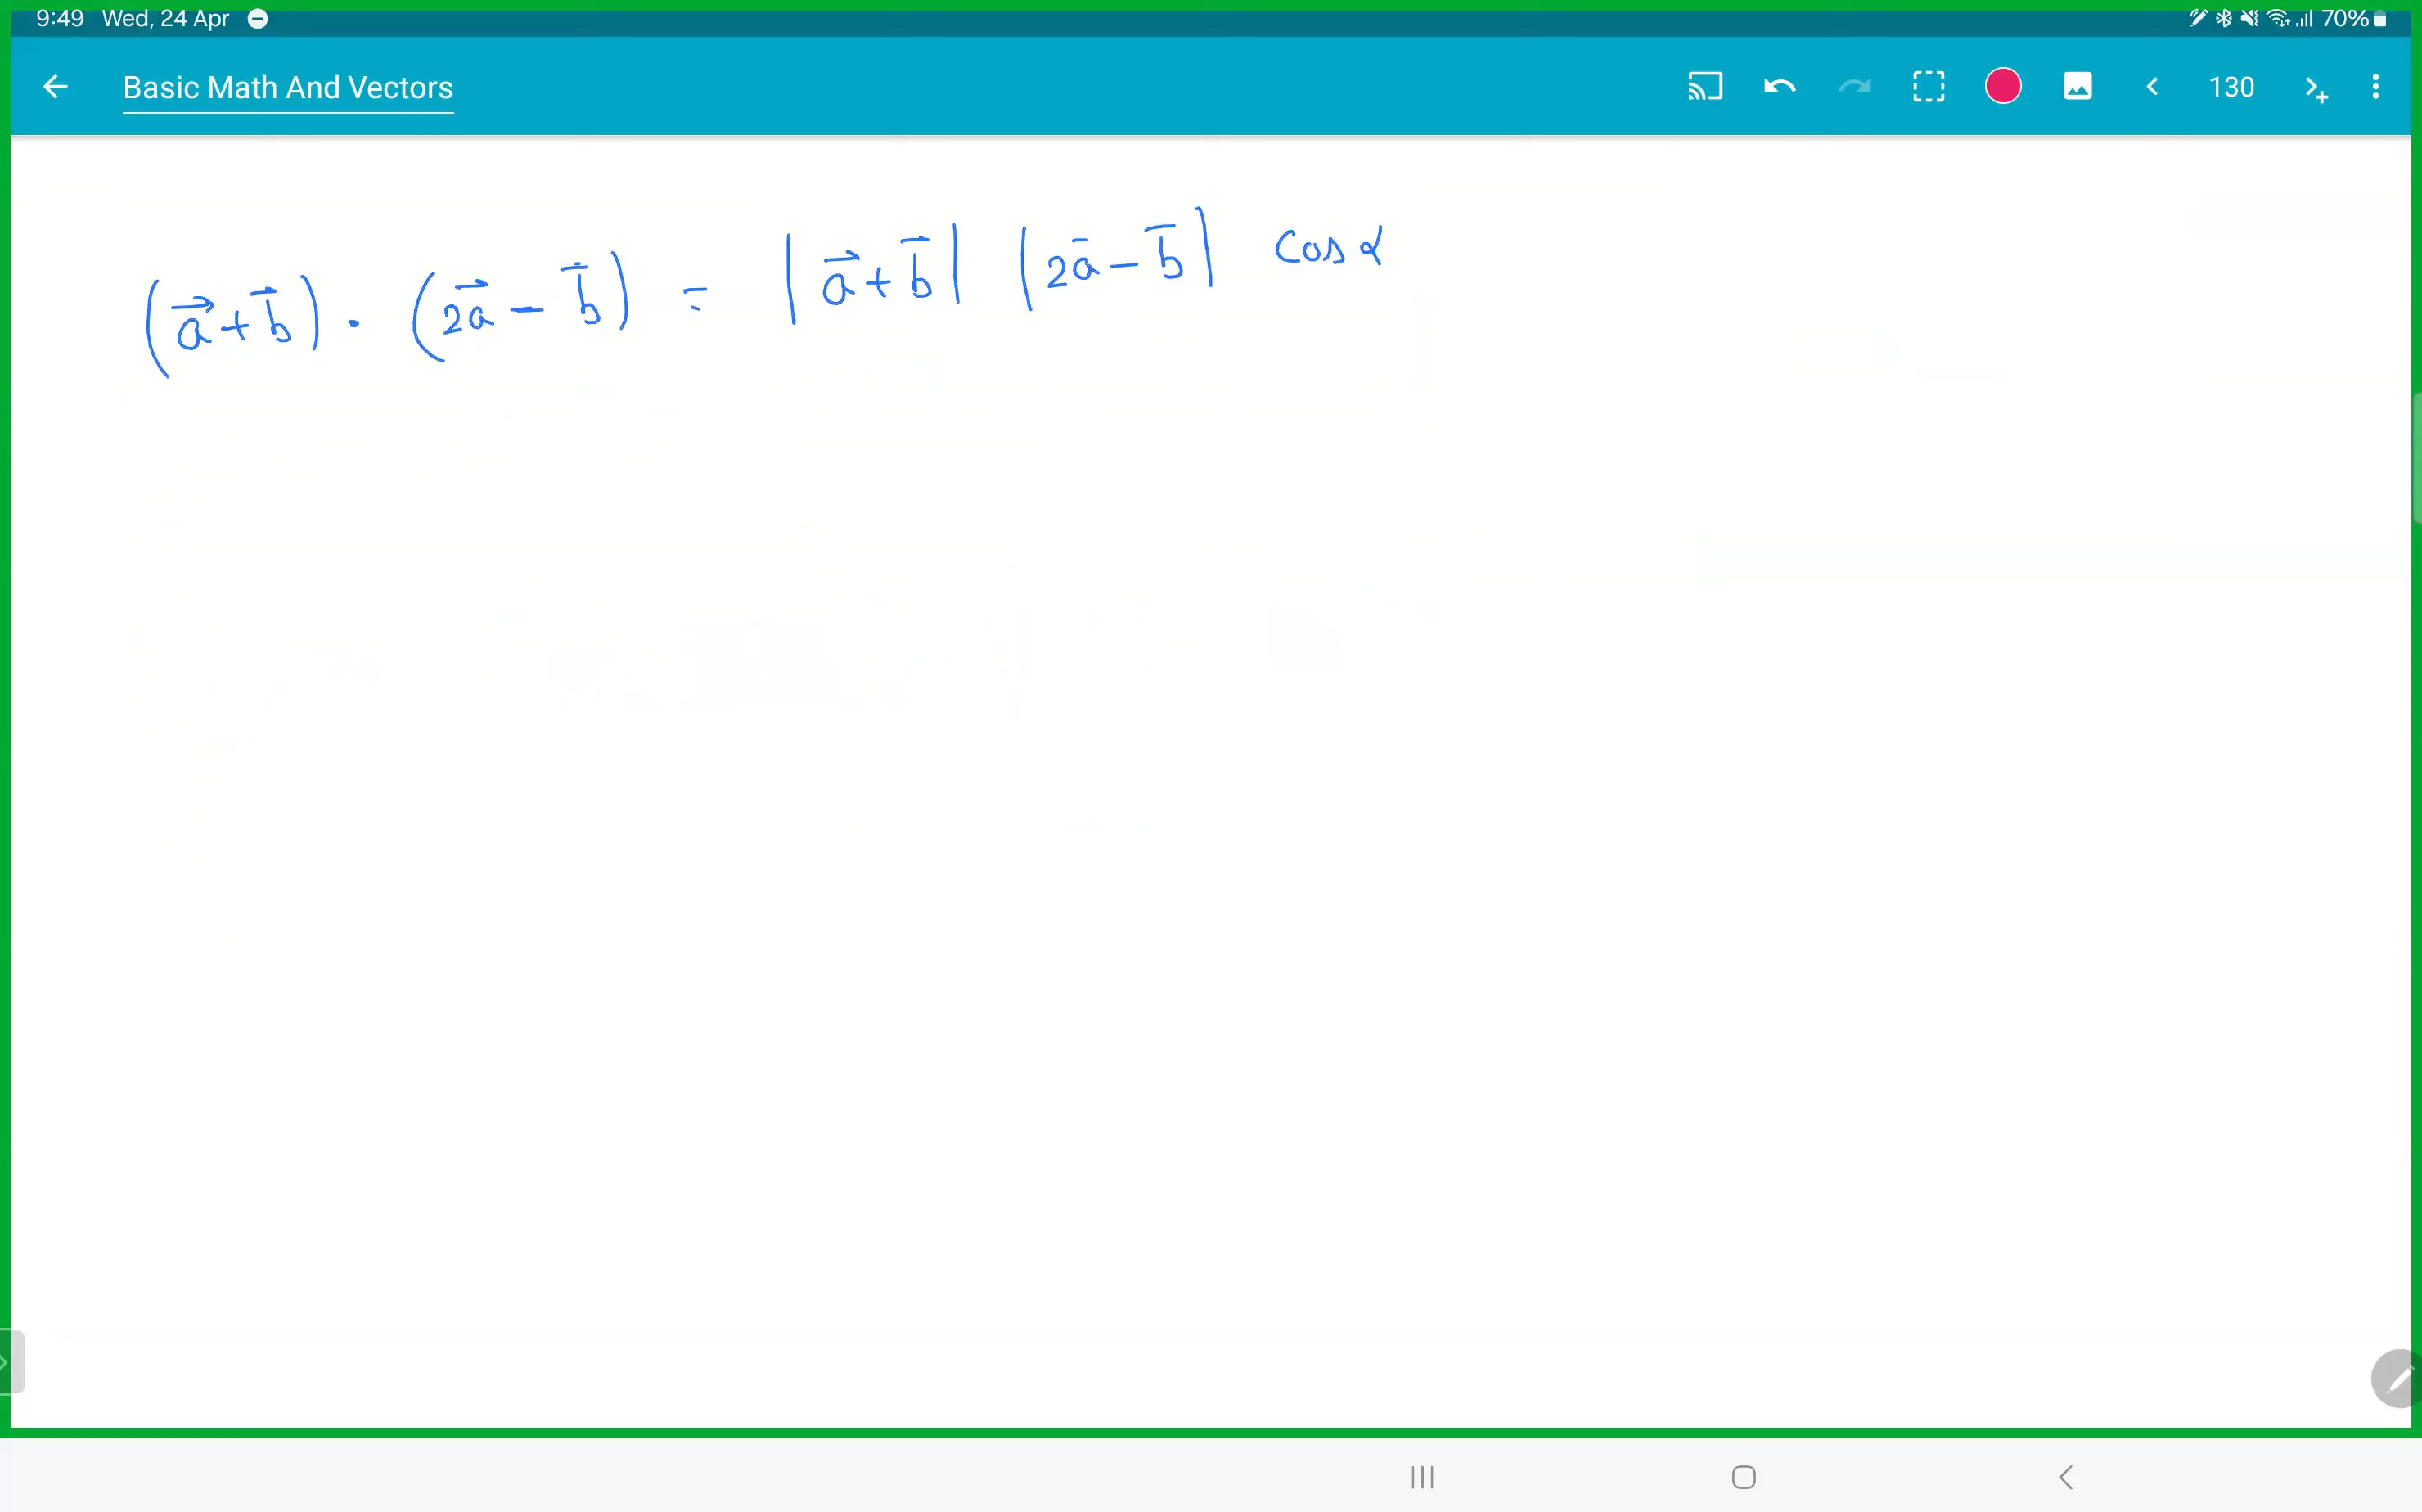 9:49 Wed, 24 Apr 70%
Basic Math And Vectors 130
(a⃗+b⃗) · (2a⃗ − b⃗) = |a⃗+b⃗| |2a̅ − b̅| Cos α